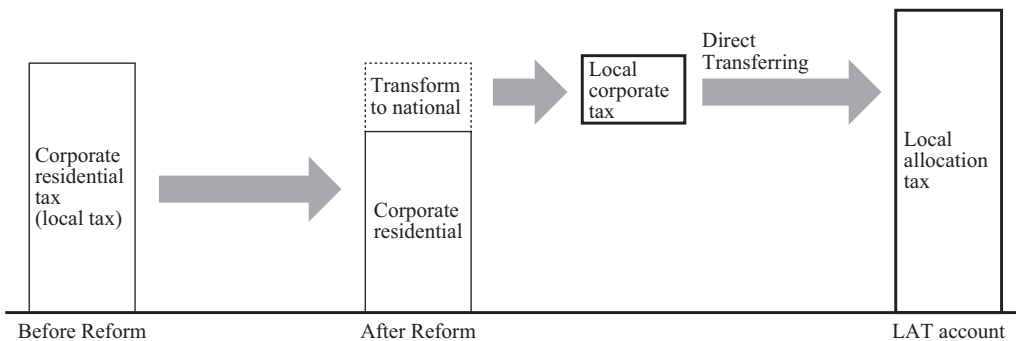 Corporate
residential
tax
(local tax)
Transform
to national
Corporate
residential
Local
corporate
tax
Direct
Transferring
Local
allocation
tax
Before Reform
After Reform
LAT account